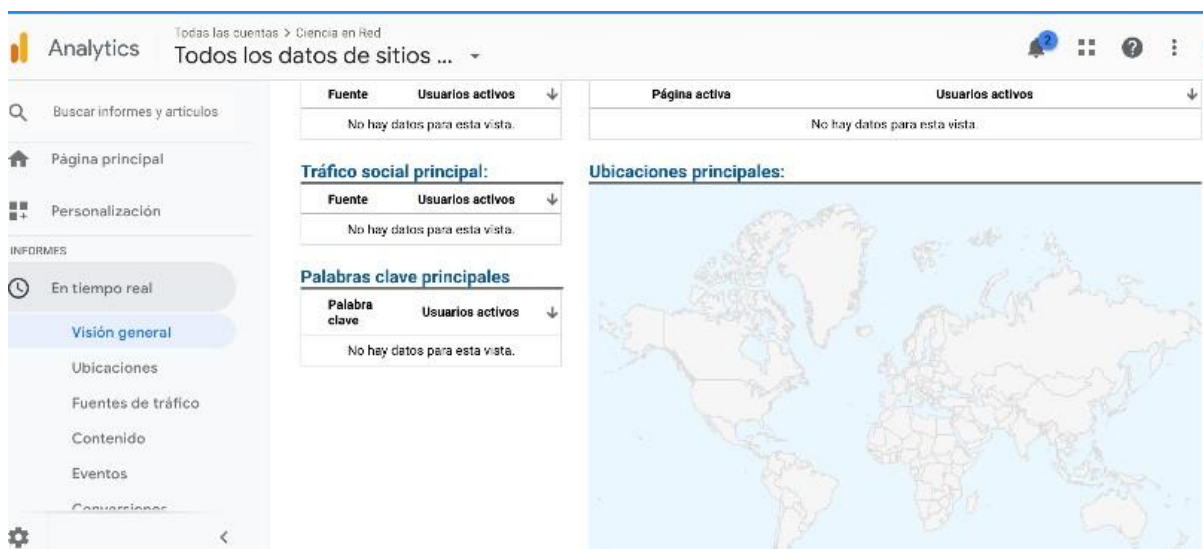 Todas las cuentas > Ciencia en Red
Analytics
Todos los datos de sitios ...
2
Buscar informes y artículos
Página principal
Personalización
INFORMES
En tiempo real
Visión general
Ubicaciones
Fuentes de tráfico
Contenido
Eventos
Conversiones
Fuente Usuarios activos
No hay datos para esta vista.
Tráfico social principal:
Fuente Usuarios activos
No hay datos para esta vista.
Palabras clave principales
Palabra
clave Usuarios activos
No hay datos para esta vista.
Página activa Usuarios activos
No hay datos para esta vista.
Ubicaciones principales: